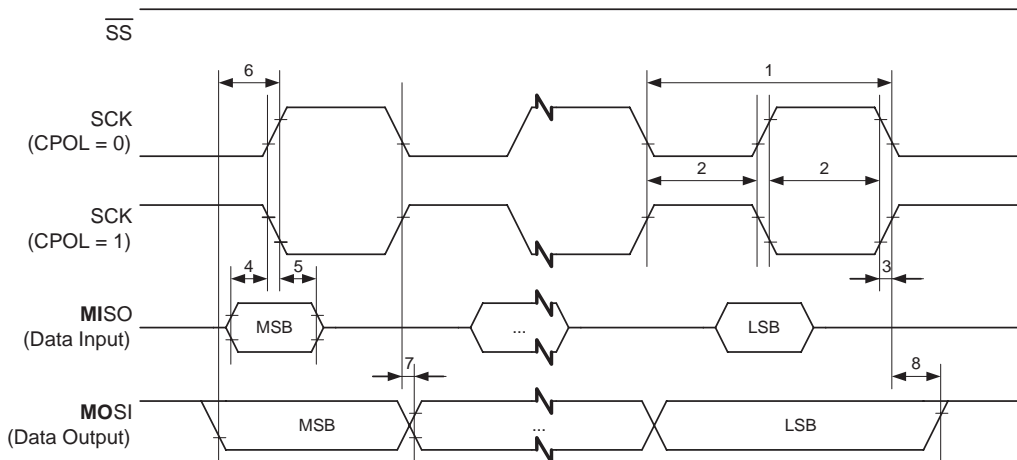 SS
6
1
SCK
(CPOL = 0)
2
2
SCK
(CPOL = 1)
4
5
3
MISO
(Data Input)
MSB
...
LSB
7
8
MOSI
(Data Output)
MSB
...
LSB